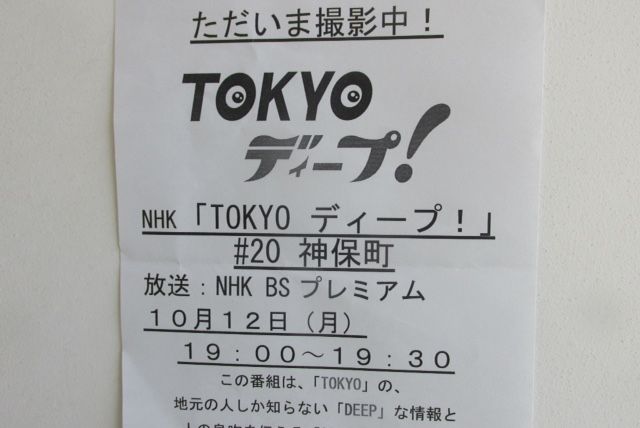 ただいま撮影中！
TOKYO
ディープ！
NHK「TOKYO ディープ！」
#20 神保町
放送：NHK BS プレミアム
１０月１２日（月）
１９：００～１９：３０
この番組は、「TOKYO」の、
地元の人しか知らない「DEEP」な情報と